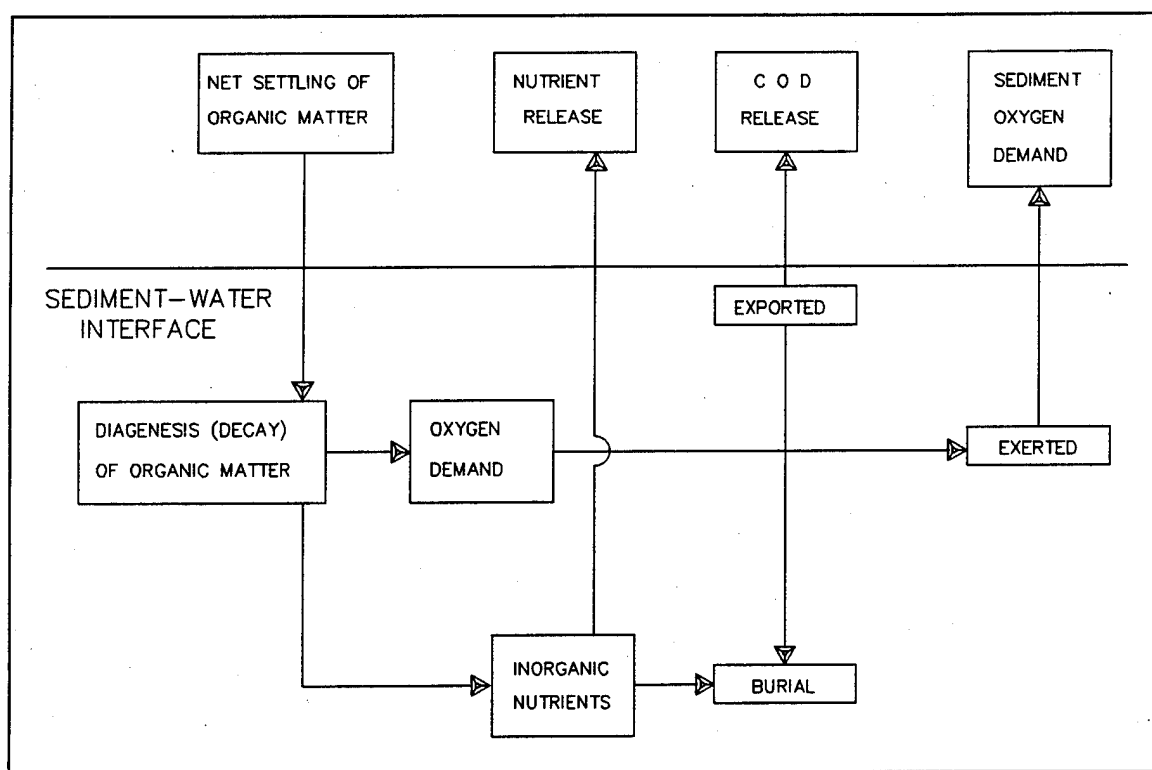 NET SETTLING OF
ORGANIC MATTER
NUTRIENT
RELEASE
C O D
RELEASE
SEDIMENT
OXYGEN
DEMAND
SEDIMENT-WATER
INTERFACE
EXPORTED
DIAGENESIS (DECAY)
OF ORGANIC MATTER
OXYGEN
DEMAND
EXERTED
INORGANIC
NUTRIENTS
BURIAL